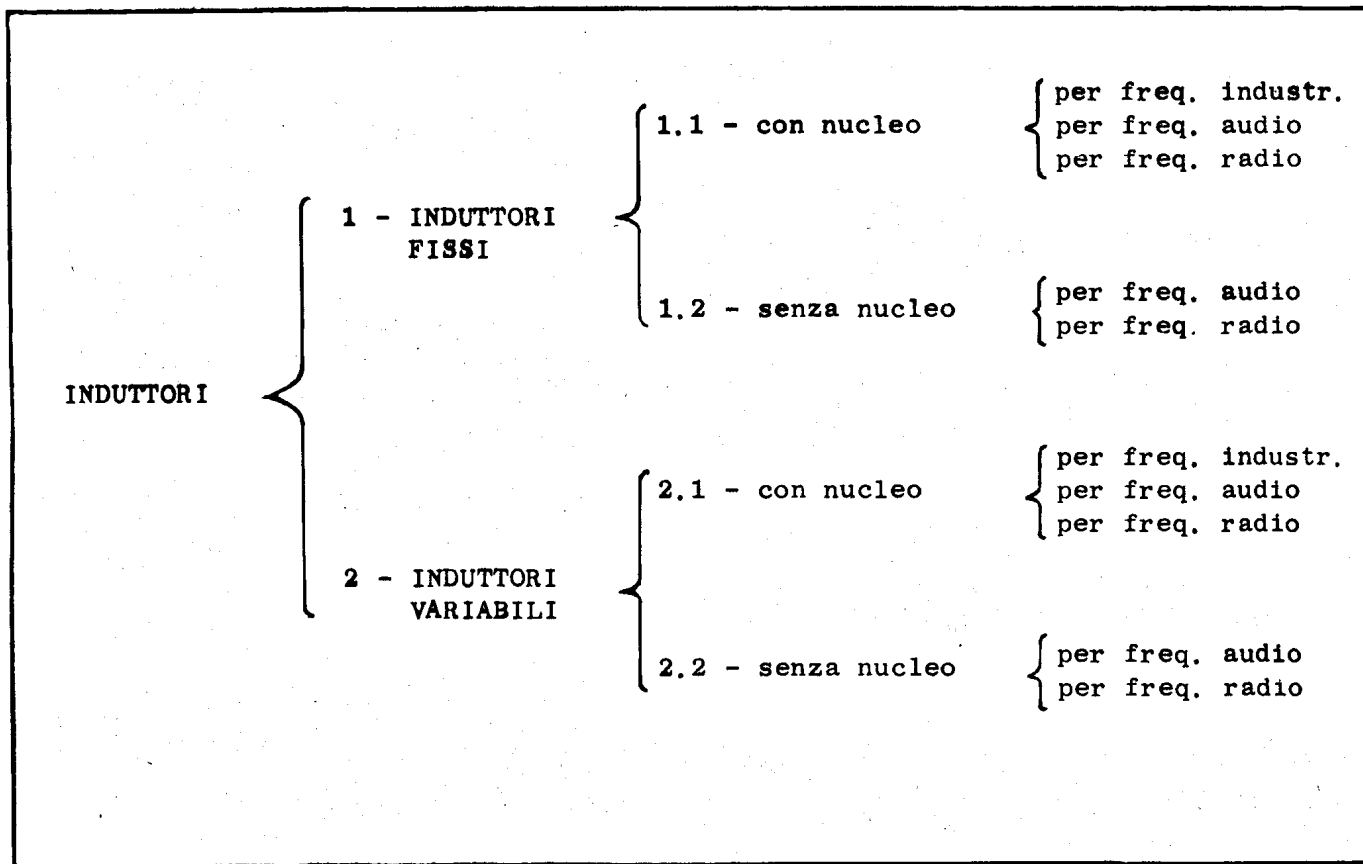 INDUTTORI
1 - INDUTTORI
FISSI
1.1 - con nucleo
per freq. industr.
per freq. audio
per freq. radio
1.2 - senza nucleo
per freq. audio
per freq. radio
2 - INDUTTORI
VARIABILI
2.1 - con nucleo
per freq. industr.
per freq. audio
per freq. radio
2.2 - senza nucleo
per freq. audio
per freq. radio